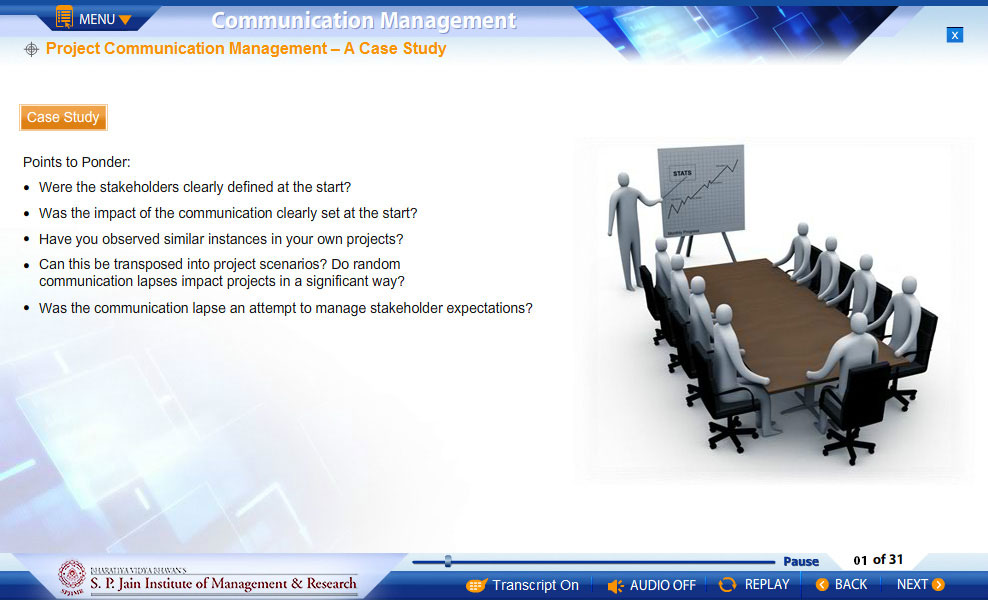 MENU
Communication Management
Project Communication Management – A Case Study
x
Case Study
Points to Ponder:
• Were the stakeholders clearly defined at the start?
• Was the impact of the communication clearly set at the start?
• Have you observed similar instances in your own projects?
• Can this be transposed into project scenarios? Do random
communication lapses impact projects in a significant way?
• Was the communication lapse an attempt to manage stakeholder expectations?
STATS
Monthly Progress
Pause
01 of 31
BHARATIYA VIDYA BHAVAN'S
S. P. Jain Institute of Management & Research
SPJIMR
Transcript On
AUDIO OFF
REPLAY
BACK
NEXT